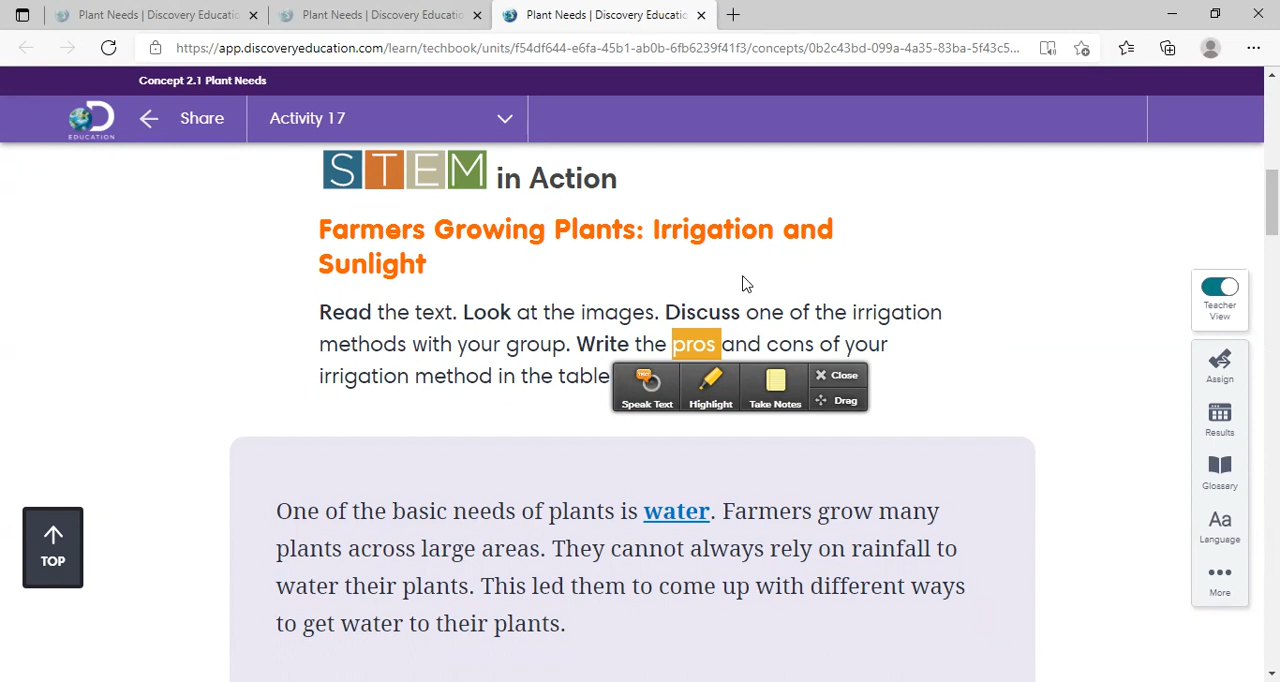 Plant Needs | Discovery Educatio
Plant Needs | Discovery Educatio
Plant Needs | Discovery Educatio
https://app.discoveryeducation.com/learn/techbook/units/f54df644-e6fa-45b1-ab0b-6fb6239f41f3/concepts/0b2c43bd-099a-4a35-83ba-5f43c5...
Concept 2.1 Plant Needs
D
EDUCATION
Share
Activity 17
STEM in Action
Farmers Growing Plants: Irrigation and
Sunlight
Read the text. Look at the images. Discuss one of the irrigation
methods with your group. Write the pros and cons of your
irrigation method in the table
TEXT
Speak Text
Highlight
Take Notes
Close
Drag
One of the basic needs of plants is water. Farmers grow many
plants across large areas. They cannot always rely on rainfall to
water their plants. This led them to come up with different ways
to get water to their plants.
TOP
Teacher
View
Assign
Results
Glossary
Aa
Language
More